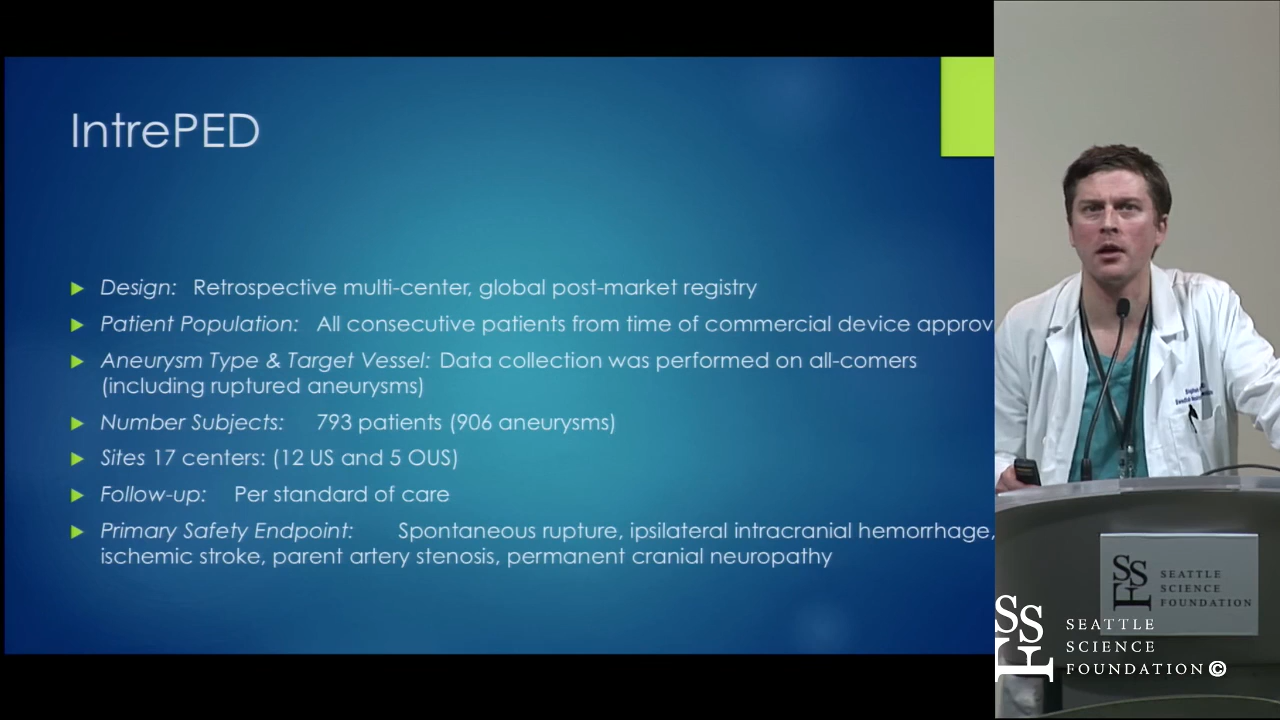 IntrePED
Design: Retrospective multi-center, global post-market registry
Patient Population: All consecutive patients from time of commercial device approv
Aneurysm Type & Target Vessel: Data collection was performed on all-comers
(including ruptured aneurysms)
Number Subjects: 793 patients (906 aneurysms)
Sites 17 centers: (12 US and 5 OUS)
Follow-up: Per standard of care
Primary Safety Endpoint: Spontaneous rupture, ipsilateral intracranial hemorrhage,
ischemic stroke, parent artery stenosis, permanent cranial neuropathy
SSF
SEATTLE
SCIENCE
FOUNDATION
SSF
SEATTLE
SCIENCE
FOUNDATION©